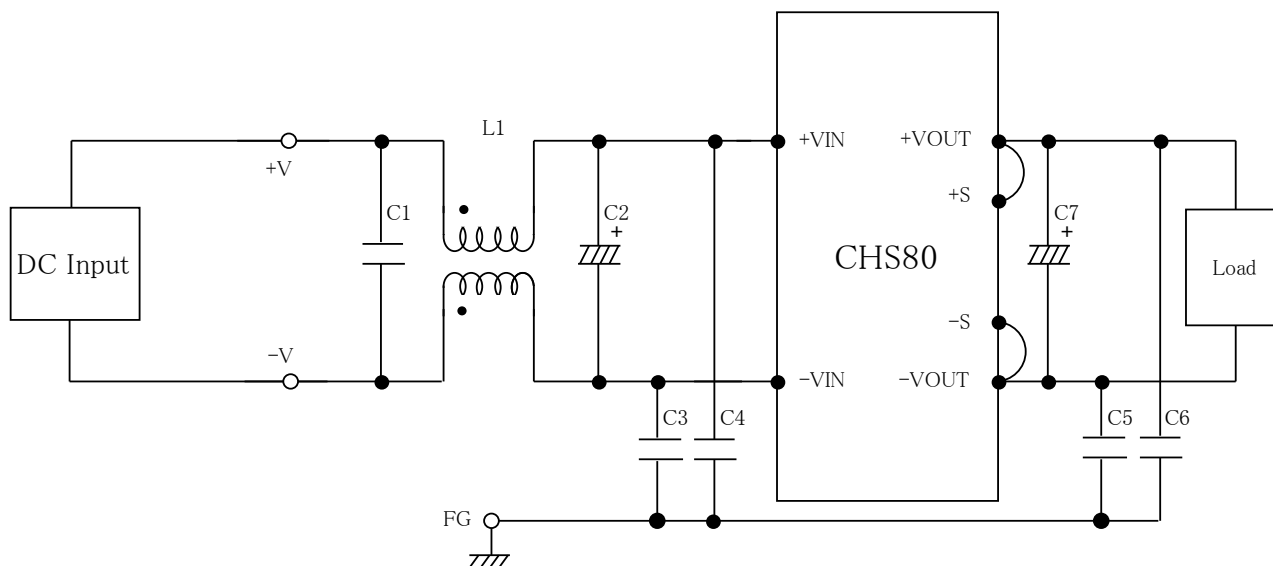 L1
+V
+VIN
+VOUT
+S
C1
C2
+
C7
+
DC Input
CHS80
Load
-S
-V
-VIN
-VOUT
C3
C4
C5
C6
FG